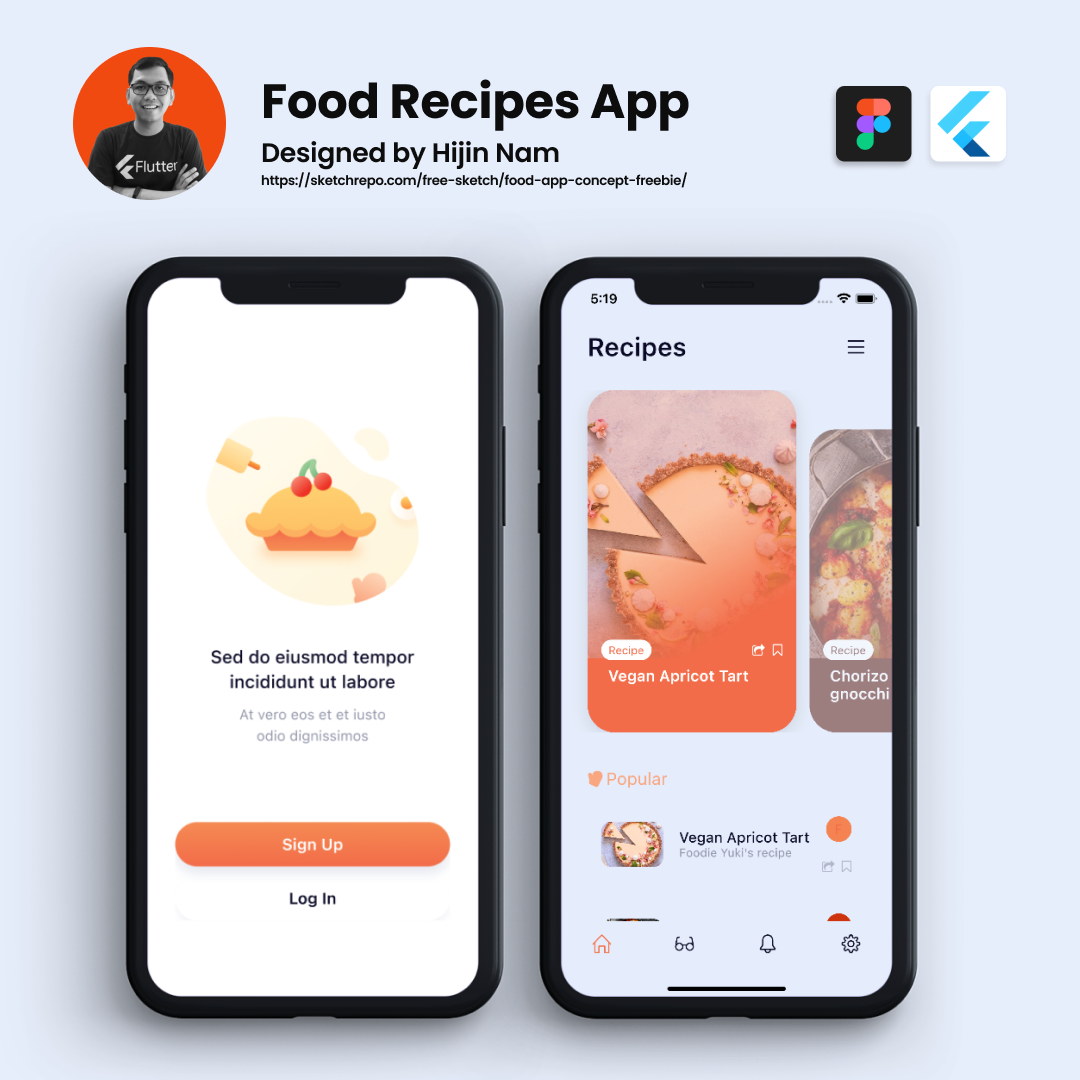 Food Recipes App
Designed by Hijin Nam
https://sketchrepo.com/free-sketch/food-app-concept-freebie/
Flutter
5:19
Recipes
Recipe
Vegan Apricot Tart
Recipe
Chorizo
gnocchi
Sed do eiusmod tempor
incididunt ut labore
At vero eos et et iusto
odio dignissimos
Sign Up
Log In
Popular
Vegan Apricot Tart
Foodie Yuki's recipe
F